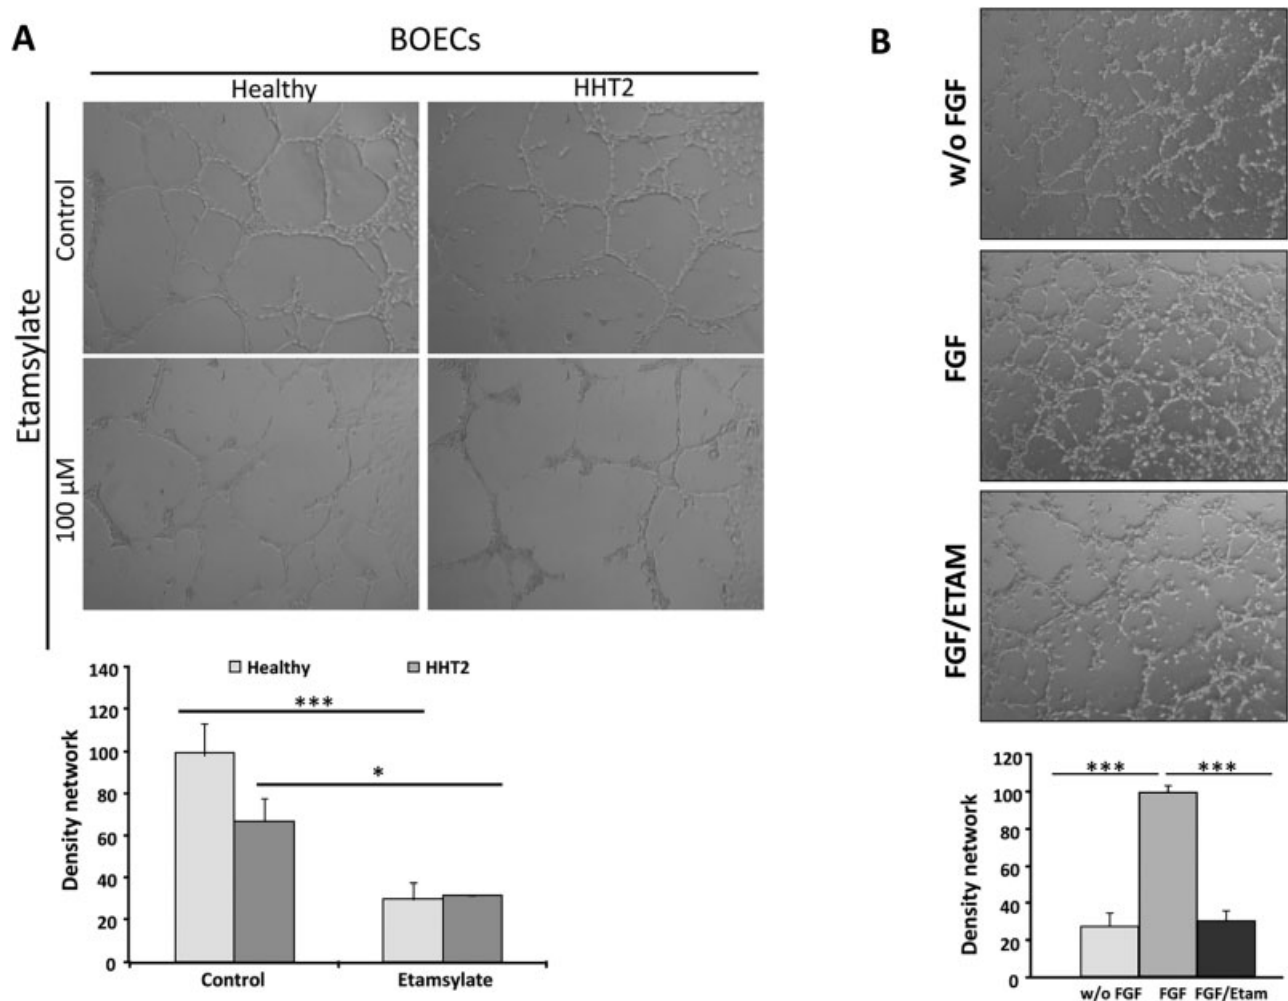 A
BOECs
Healthy
HHT2
Etamsylate
Control
100 µM
140
120
100
80
60
40
20
0
Density network
Healthy
HHT2
***
*
Control
Etamsylate
B
w/o FGF
FGF
FGF/ETAM
120
100
80
60
40
20
0
Density network
***
***
w/o FGF
FGF
FGF/Etam